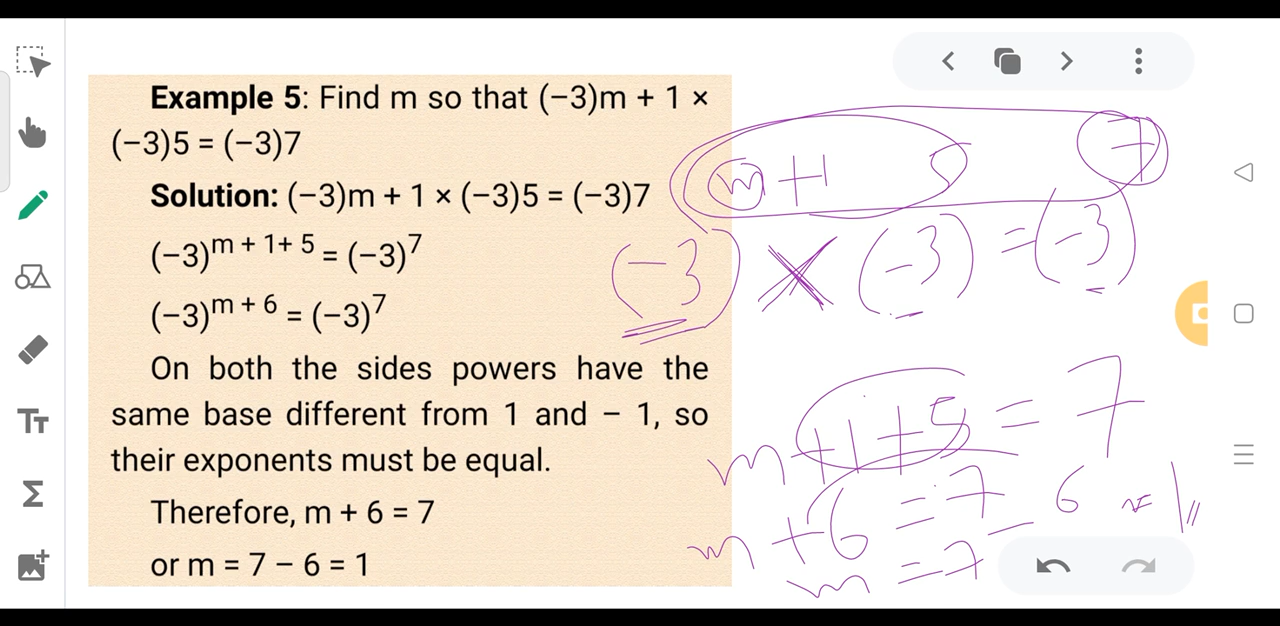 Example 5: Find m so that (−3)m + 1 ×
(−3)5 = (−3)7
Solution: (−3)m + 1 × (−3)5 = (−3)7
(−3)^m + 1+ 5 = (−3)^7
(−3)^m + 6 = (−3)^7
On both the sides powers have the
same base different from 1 and − 1, so
their exponents must be equal.
Therefore, m + 6 = 7
or m = 7 − 6 = 1
m+1 5 7
(−3) × (−3) = (−3)
m+1+5 = 7
m+6 = 7
m = 7 − 6 = 1
Tт
Σ